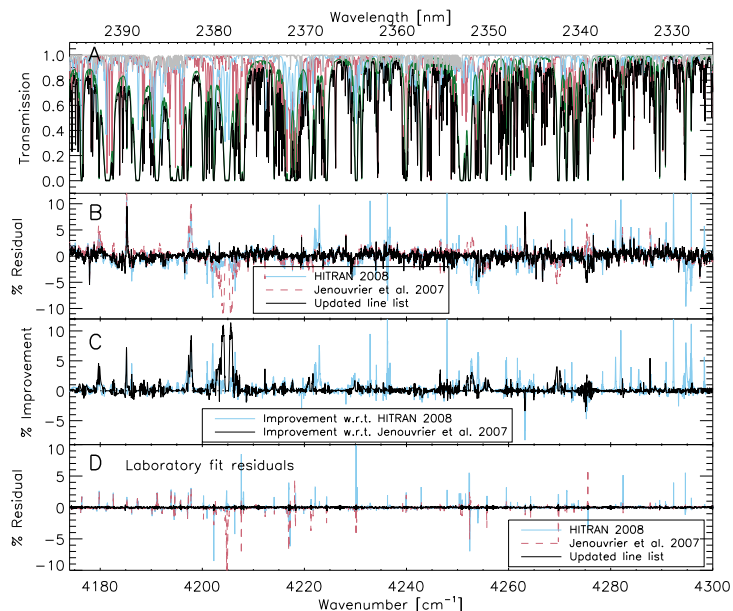 Wavelength [nm]
2390 2380 2370 2360 2350 2340 2330
A
1.0
0.8
0.6
0.4
0.2
0.0
Transmission
B
10
5
0
-5
-10
% Residual
HITRAN 2008
Jenouvrier et al. 2007
Updated line list
C
10
5
0
-5
% Improvement
Improvement w.r.t. HITRAN 2008
Improvement w.r.t. Jenouvrier et al. 2007
D Laboratory fit residuals
10
5
0
-5
-10
% Residual
HITRAN 2008
Jenouvrier et al. 2007
Updated line list
4180 4200 4220 4240 4260 4280 4300
Wavenumber [cm⁻¹]